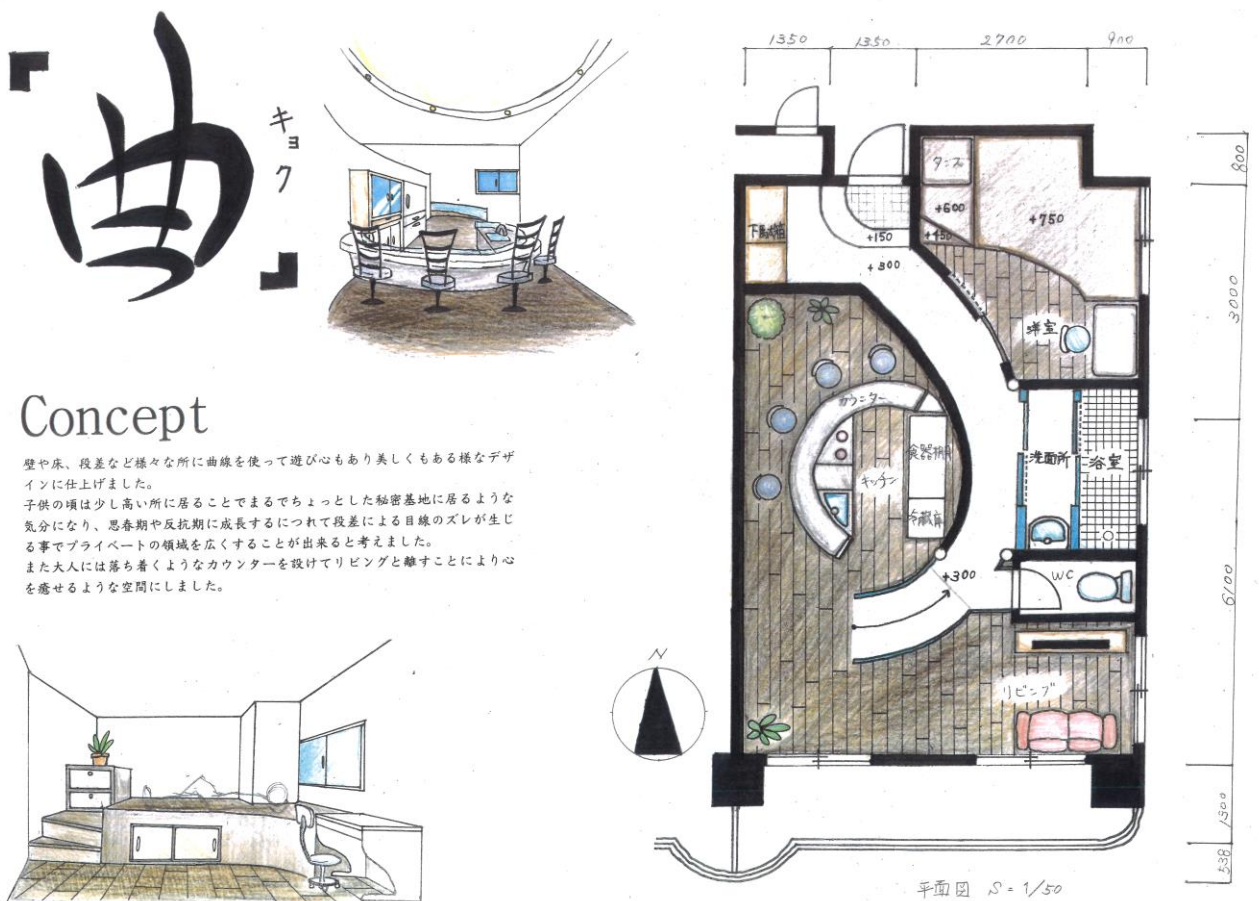 「曲」
キョク
Concept
壁や床、段差など様々な所に曲線を使って遊び心もあり美しくもある様なデザ
インに仕上げました。
子供の頃は少し高い所に居ることでまるでちょっとした秘密基地に居るような
気分になり、思春期や反抗期に成長するにつれて段差による目線のズレが生じ
る事でプライベートの領域を広くすることが出来ると考えました。
また大人には落ち着くようなカウンターを設けてリビングと離すことにより心
を癒せるような空間にしました。
1350 1350 2700 900
800
3000
6100
1300
538
タンス
+600
+450
+750
下駄箱
+150
+300
洋室
カウンター
食器棚
キッチン
冷蔵庫
洗面所
浴室
+300
WC
リビング
N
平面図 S=1/50